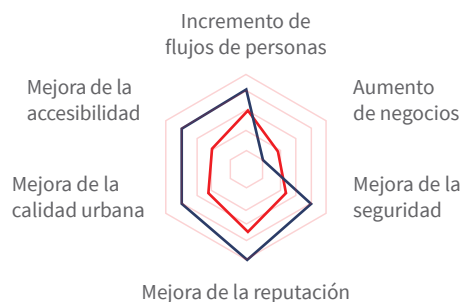 Incremento de
flujos de personas
Mejora de la
accesibilidad
Aumento
de negocios
Mejora de la
calidad urbana
Mejora de la
seguridad
Mejora de la reputación